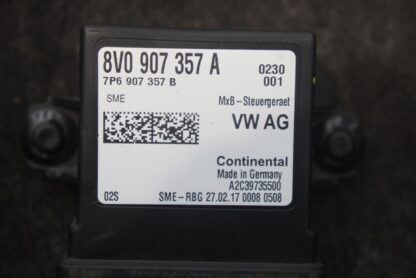 8V0 907 357 A 0230
7P6 907 357 B 001
SME MxB-Steuergeraet
VW AG
Continental
Made in Germany
A2C39735500
02S SME-RBG 27.02.17 0008 0508